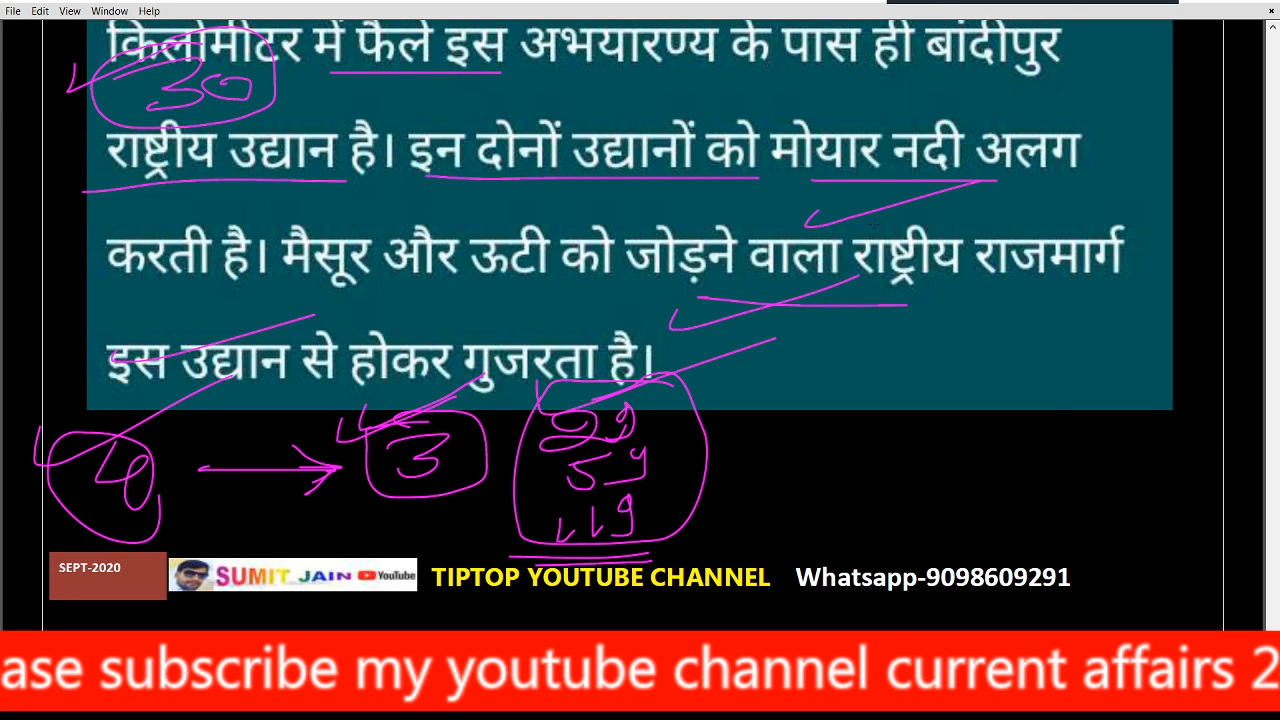 File Edit View Window Help
किलोमीटर में फैले इस अभयारण्य के पास ही बांदीपुर
30
राष्ट्रीय उद्यान है। इन दोनों उद्यानों को मोयार नदी अलग
करती है। मैसूर और ऊटी को जोड़ने वाला राष्ट्रीय राजमार्ग
इस उद्यान से होकर गुजरता है।
3
SEPT-2020 SUMIT JAIN YouTube TIPTOP YOUTUBE CHANNEL Whatsapp-9098609291
ase subscribe my youtube channel current affairs 2